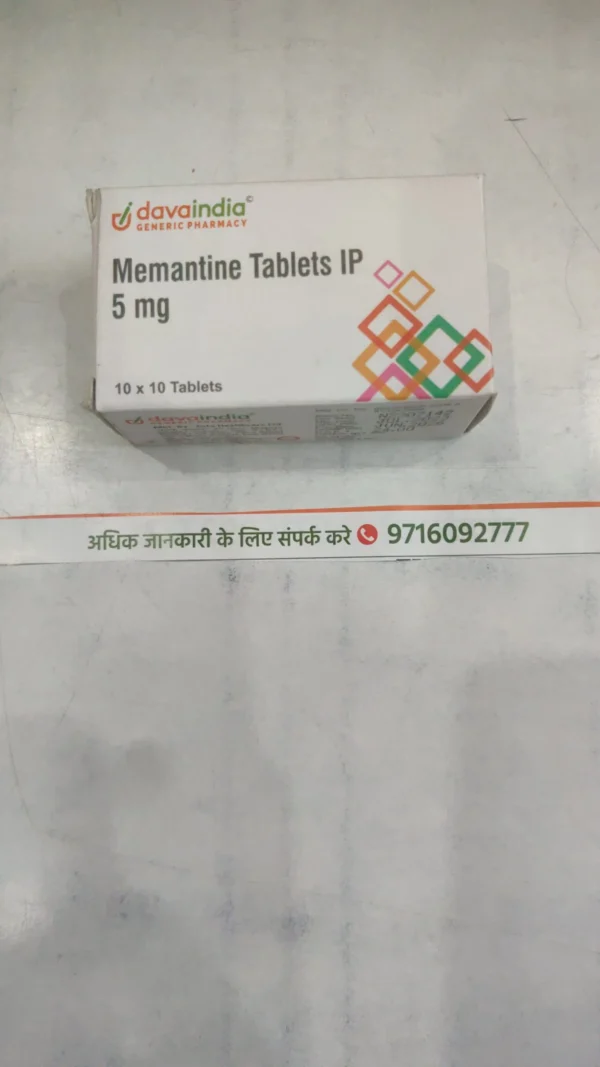 davaindia©
GENERIC PHARMACY
Memantine Tablets IP
5 mg
10 x 10 Tablets
davaindia
अधिक जानकारी के लिए संपर्क करे 9716092777